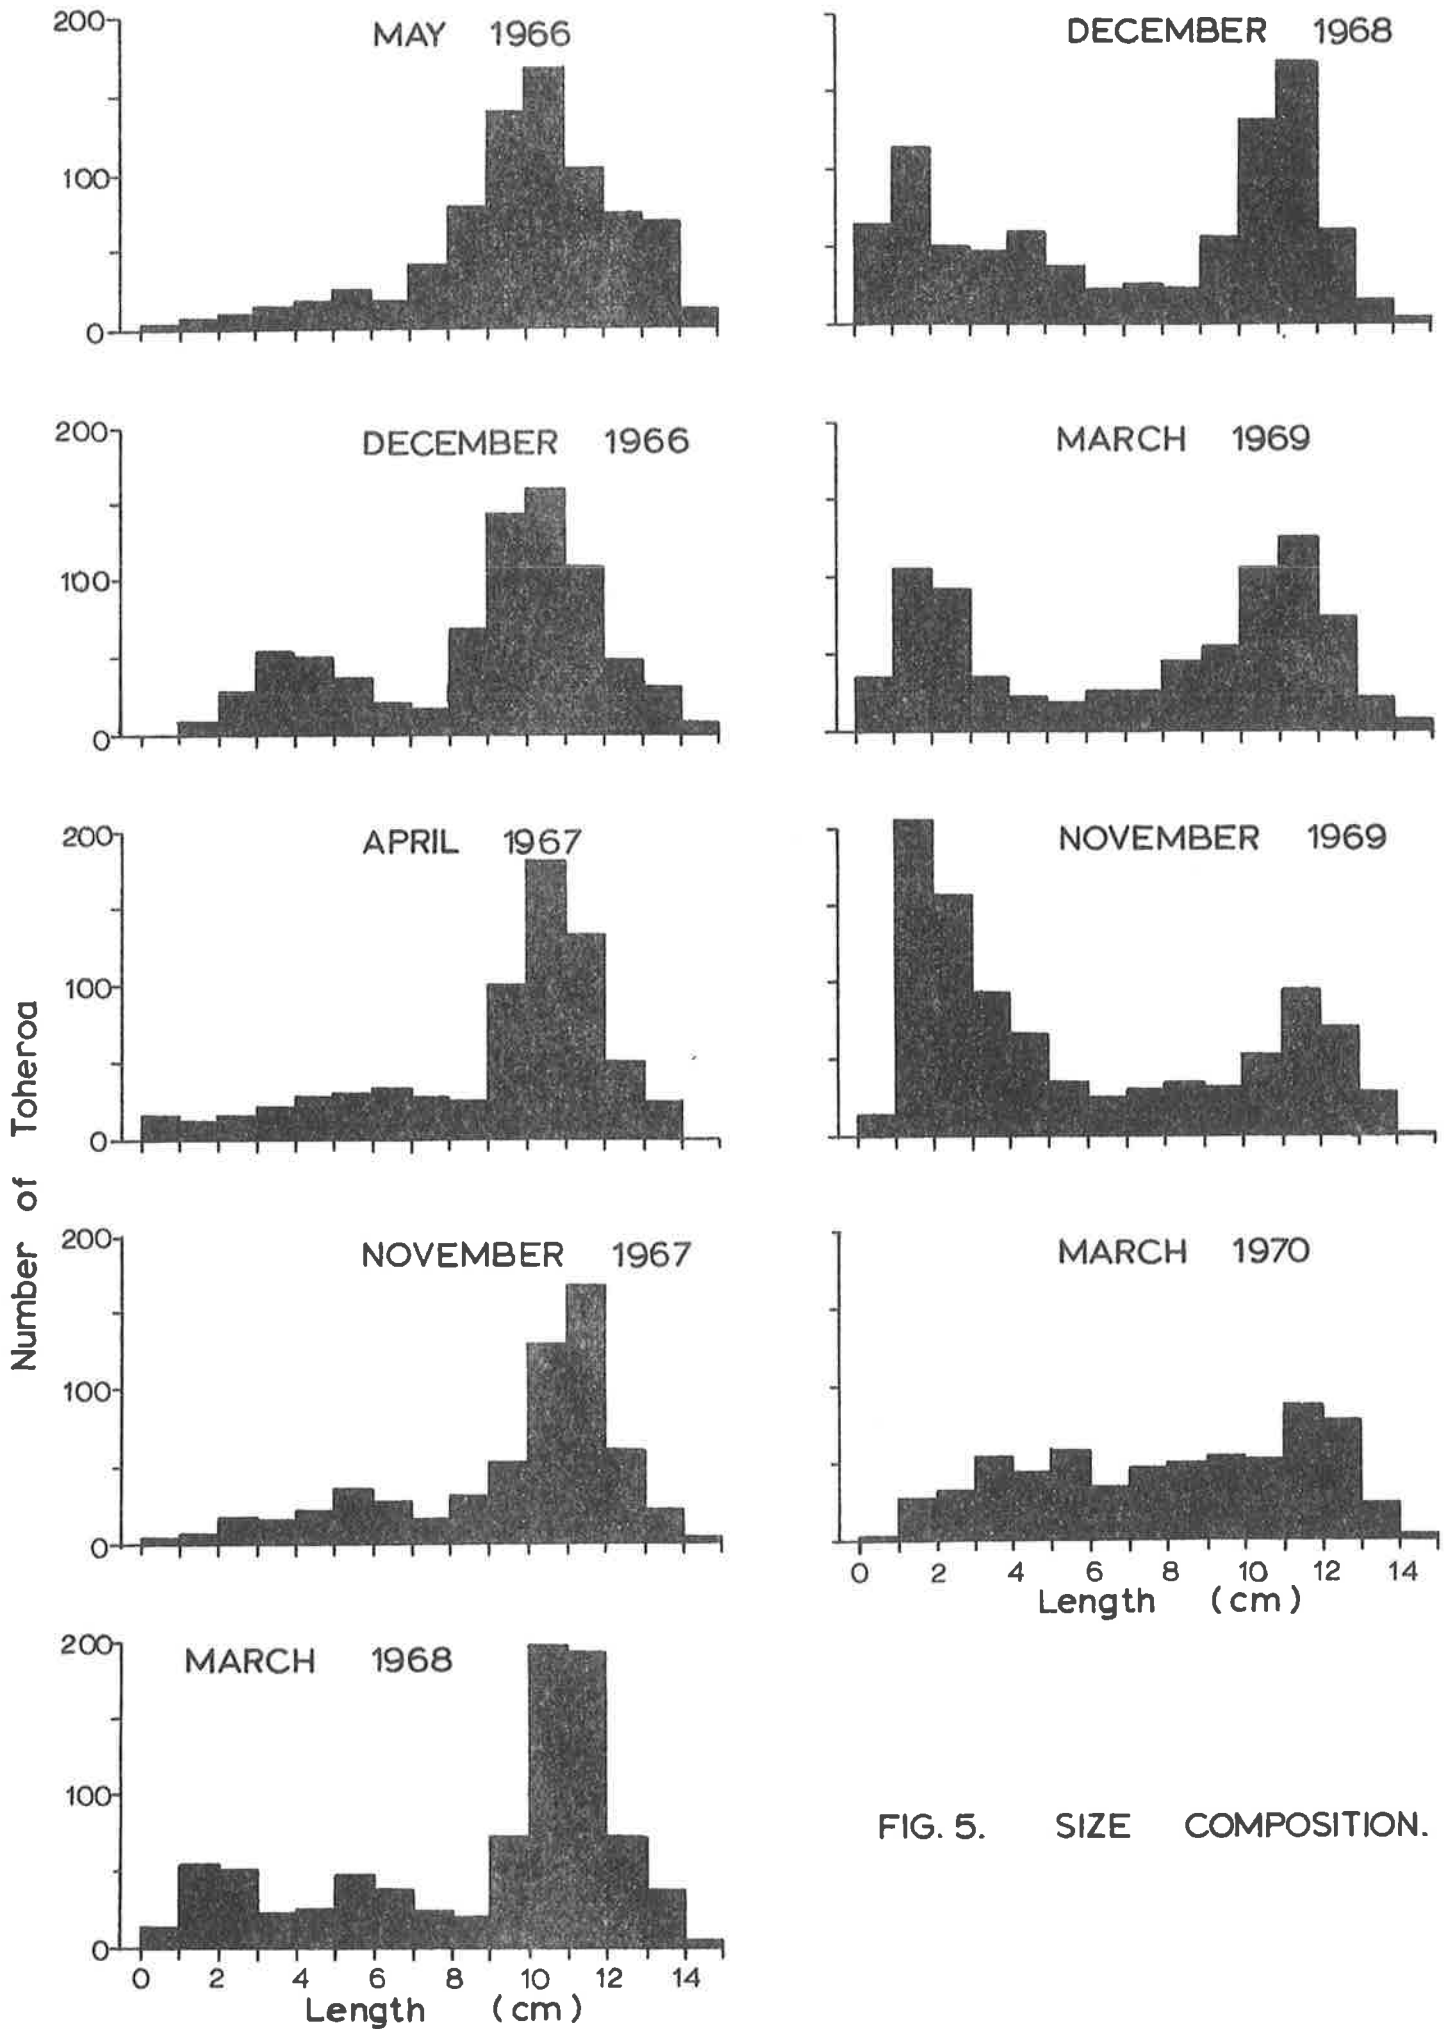 MAY 1966
200
100
0
DECEMBER 1966
200
100
0
APRIL 1967
200
100
0
NOVEMBER 1967
200
100
0
MARCH 1968
200
100
0
0 2 4 6 8 10 12 14
Length (cm)
Number of Toheroa
DECEMBER 1968
MARCH 1969
NOVEMBER 1969
MARCH 1970
0 2 4 6 8 10 12 14
Length (cm)
FIG. 5. SIZE COMPOSITION.